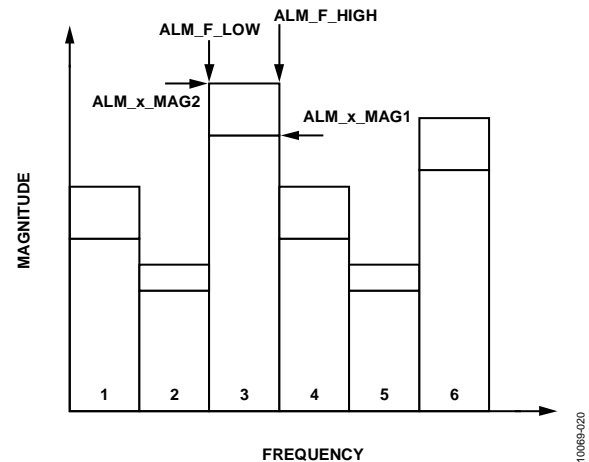 ALM_F_HIGH
ALM_F_LOW
ALM_x_MAG2
ALM_x_MAG1
MAGNITUDE
1 2 3 4 5 6
FREQUENCY
10069-020